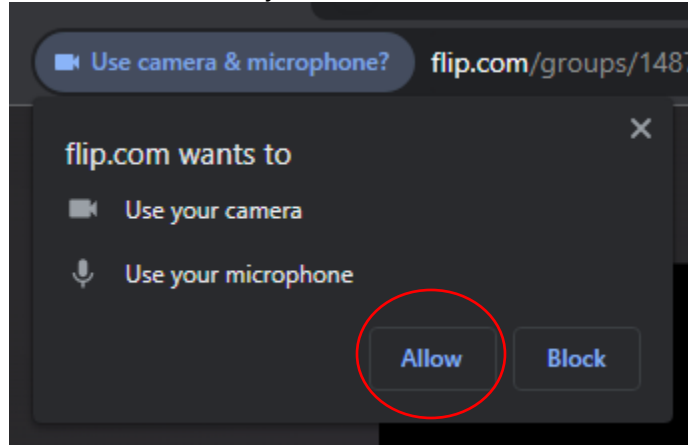 Use camera & microphone? flip.com/groups/1487
flip.com wants to
Use your camera
Use your microphone
Allow Block